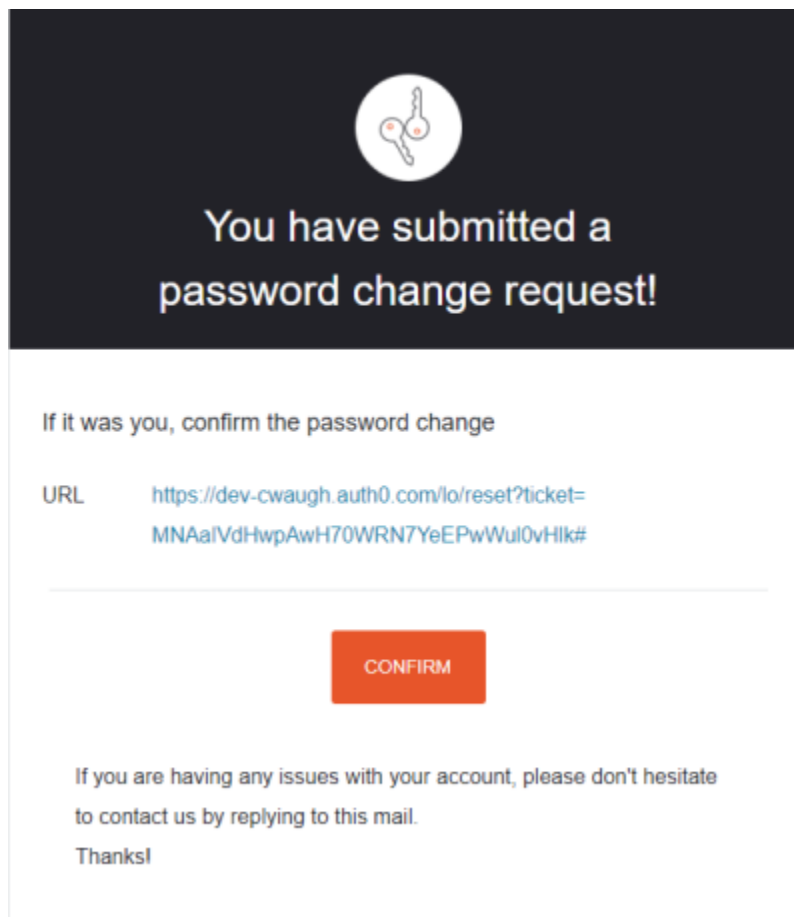 You have submitted a
password change request!
If it was you, confirm the password change
URL https://dev-cwaugh.auth0.com/lo/reset?ticket=
MNAalVdHwpAwH70WRN7YeEPwWul0vHlk#
CONFIRM
If you are having any issues with your account, please don't hesitate
to contact us by replying to this mail.
Thanks!